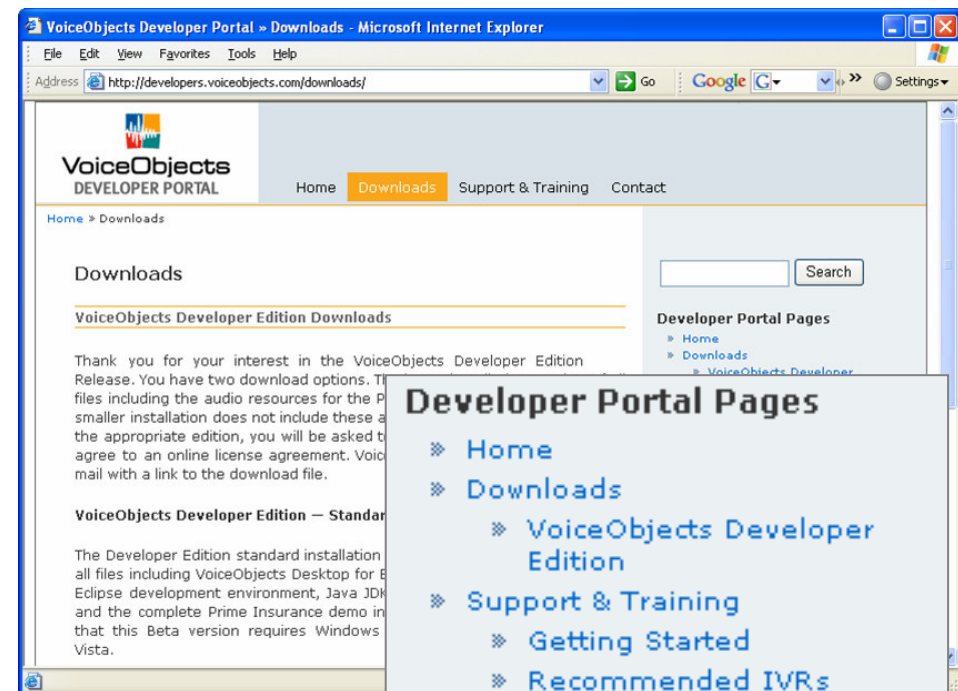 VoiceObjects Developer Portal » Downloads - Microsoft Internet Explorer
File Edit View Favorites Tools Help
Address http://developers.voiceobjects.com/downloads/ Go Google G Settings
VoiceObjects
DEVELOPER PORTAL
Home Downloads Support & Training Contact
Home » Downloads
Downloads
Search
VoiceObjects Developer Edition Downloads
Thank you for your interest in the VoiceObjects Developer Edition
Release. You have two download options.
files including the audio resources for the P
smaller installation does not include these a
the appropriate edition, you will be asked t
agree to an online license agreement. Voic
mail with a link to the download file.
VoiceObjects Developer Edition — Standar
The Developer Edition standard installation
all files including VoiceObjects Desktop for E
Eclipse development environment, Java JDK
and the complete Prime Insurance demo in
that this Beta version requires Windows
Vista.
Developer Portal Pages
» Home
» Downloads
» VoiceObjects Developer
Developer Portal Pages
» Home
» Downloads
» VoiceObjects Developer
Edition
» Support & Training
» Getting Started
» Recommended IVRs